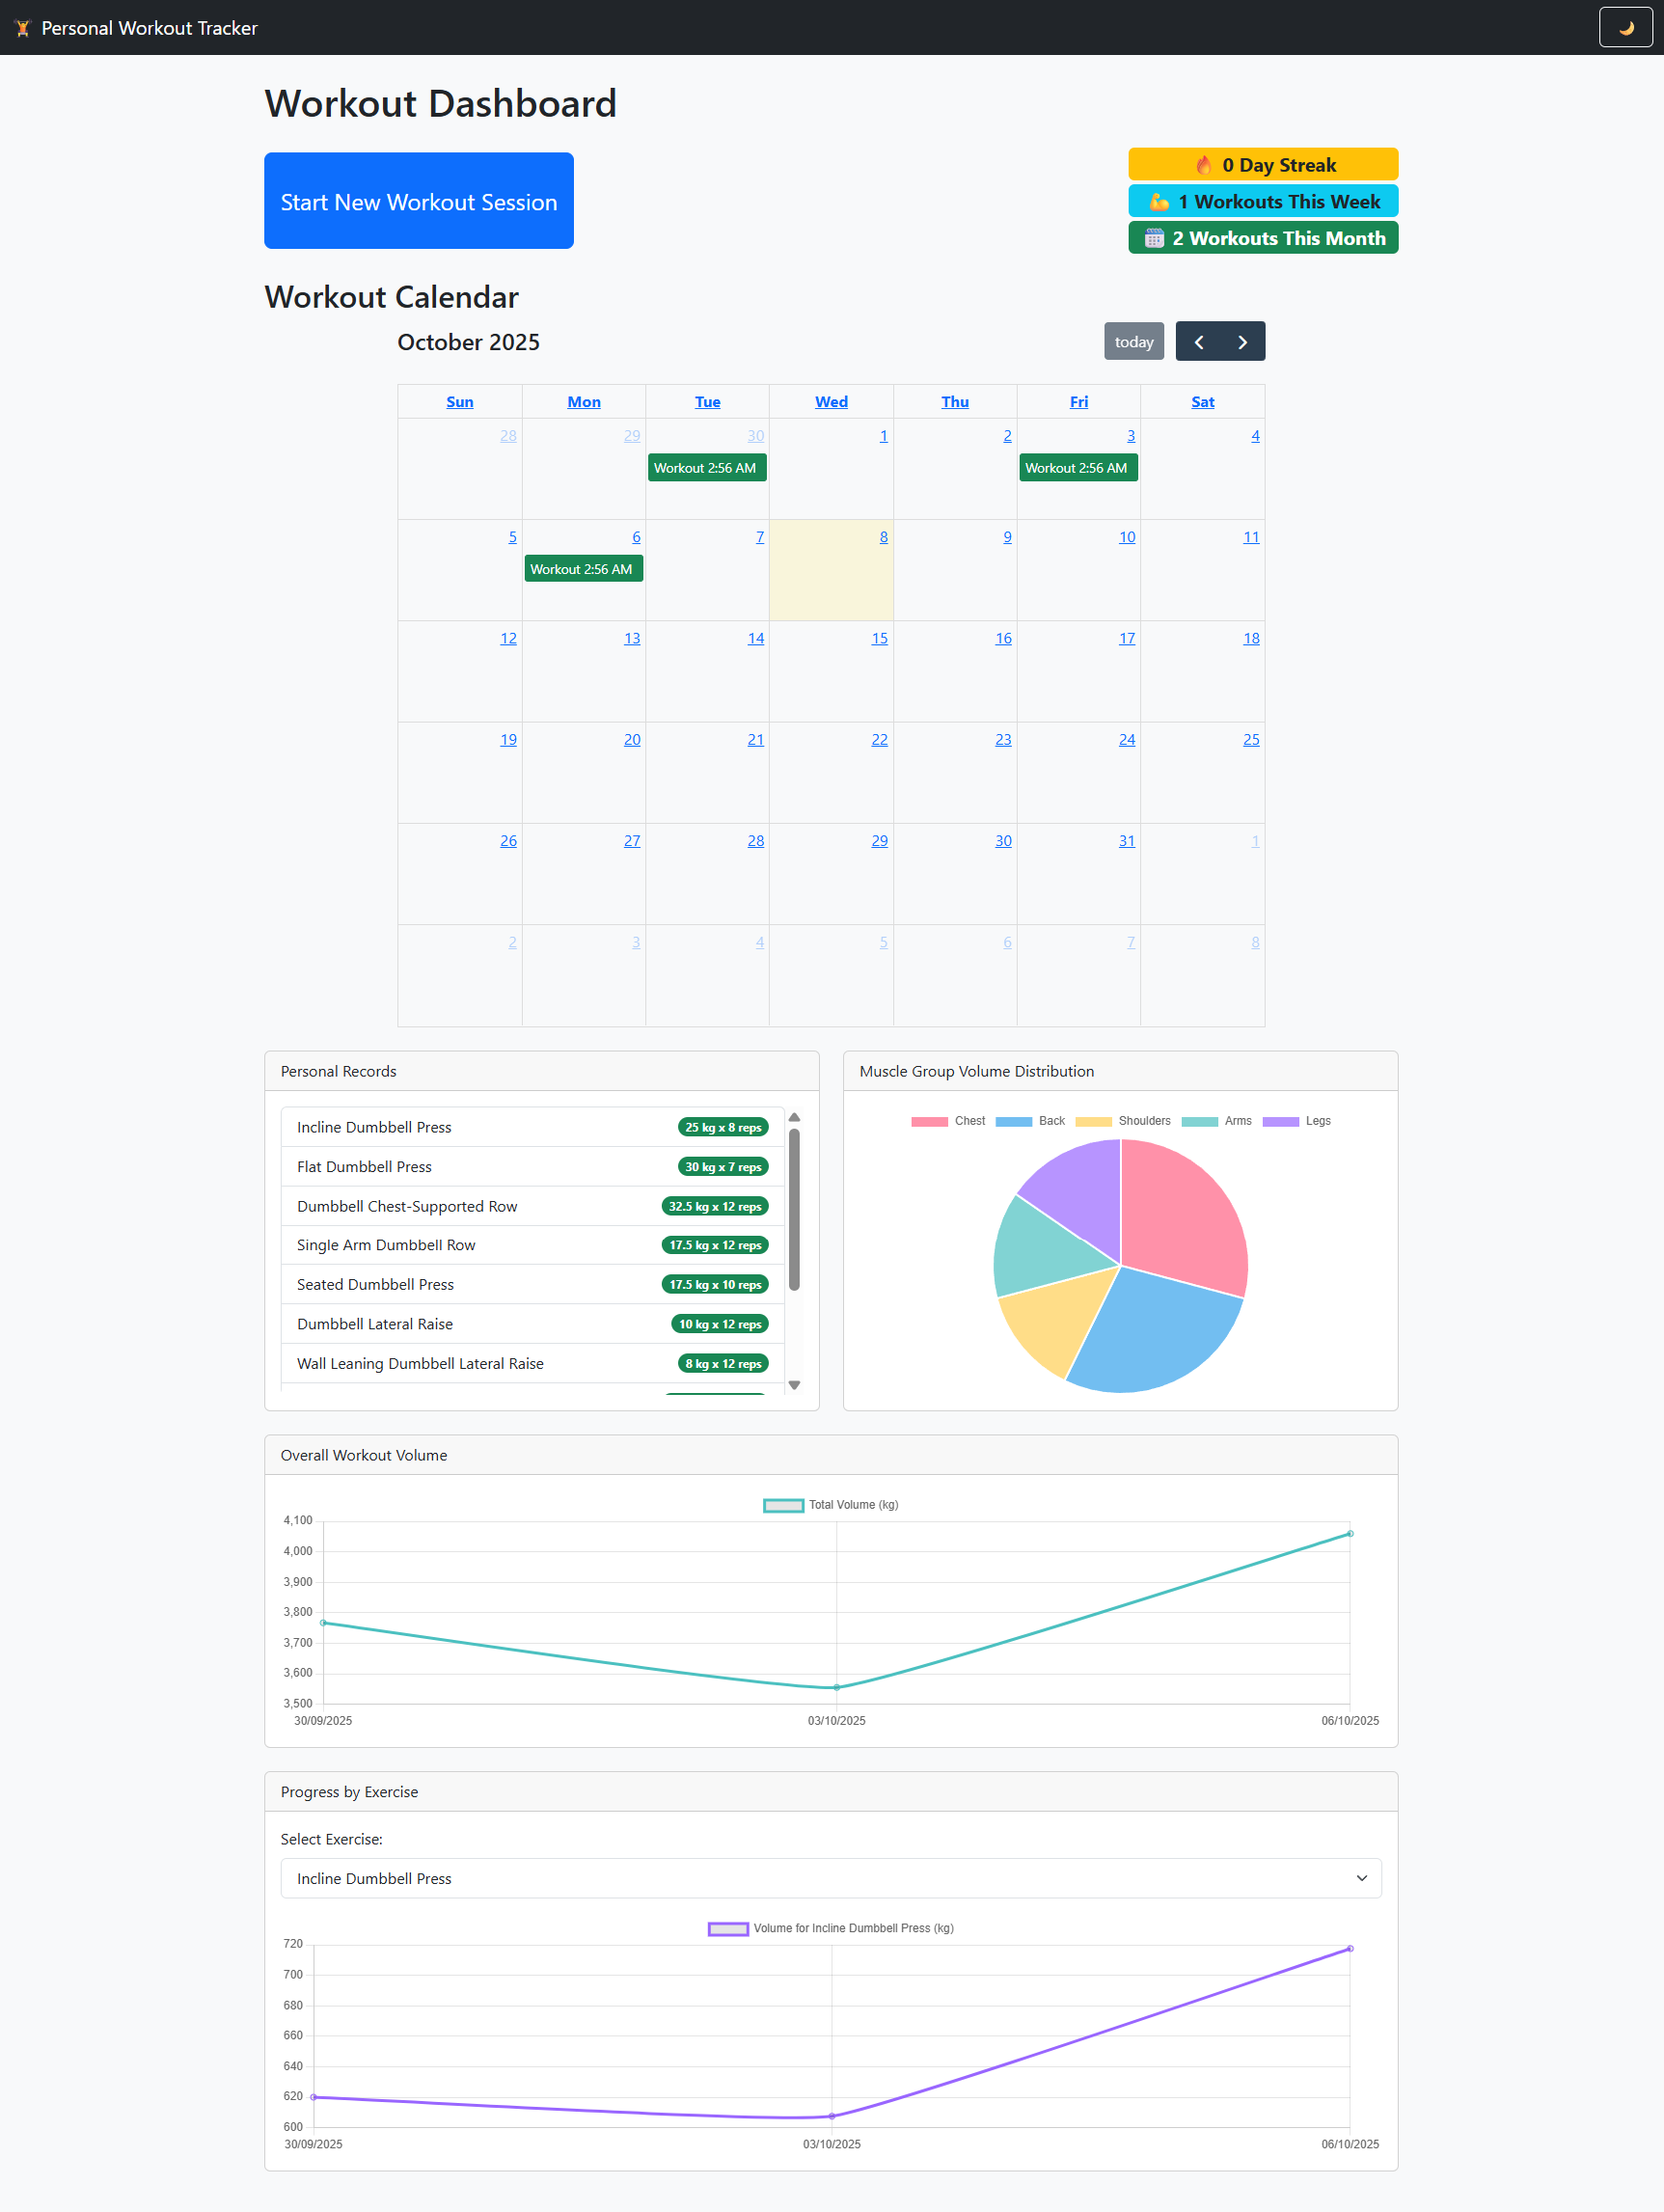 Personal Workout Tracker
Workout Dashboard
Start New Workout Session
0 Day Streak
1 Workouts This Week
2 Workouts This Month
Workout Calendar
October 2025
today
Sun Mon Tue Wed Thu Fri Sat
28 29 30 1 2 3 4
Workout 2:56 AM Workout 2:56 AM
5 6 7 8 9 10 11
Workout 2:56 AM
12 13 14 15 16 17 18
19 20 21 22 23 24 25
26 27 28 29 30 31 1
2 3 4 5 6 7 8
Personal Records
Incline Dumbbell Press 25 kg x 8 reps
Flat Dumbbell Press 30 kg x 7 reps
Dumbbell Chest-Supported Row 32.5 kg x 12 reps
Single Arm Dumbbell Row 17.5 kg x 12 reps
Seated Dumbbell Press 17.5 kg x 10 reps
Dumbbell Lateral Raise 10 kg x 12 reps
Wall Leaning Dumbbell Lateral Raise 8 kg x 12 reps
Muscle Group Volume Distribution
Chest Back Shoulders Arms Legs
Overall Workout Volume
Total Volume (kg)
4,100
4,000
3,900
3,800
3,700
3,600
3,500
30/09/2025 03/10/2025 06/10/2025
Progress by Exercise
Select Exercise:
Incline Dumbbell Press
Volume for Incline Dumbbell Press (kg)
720
700
680
660
640
620
600
30/09/2025 03/10/2025 06/10/2025